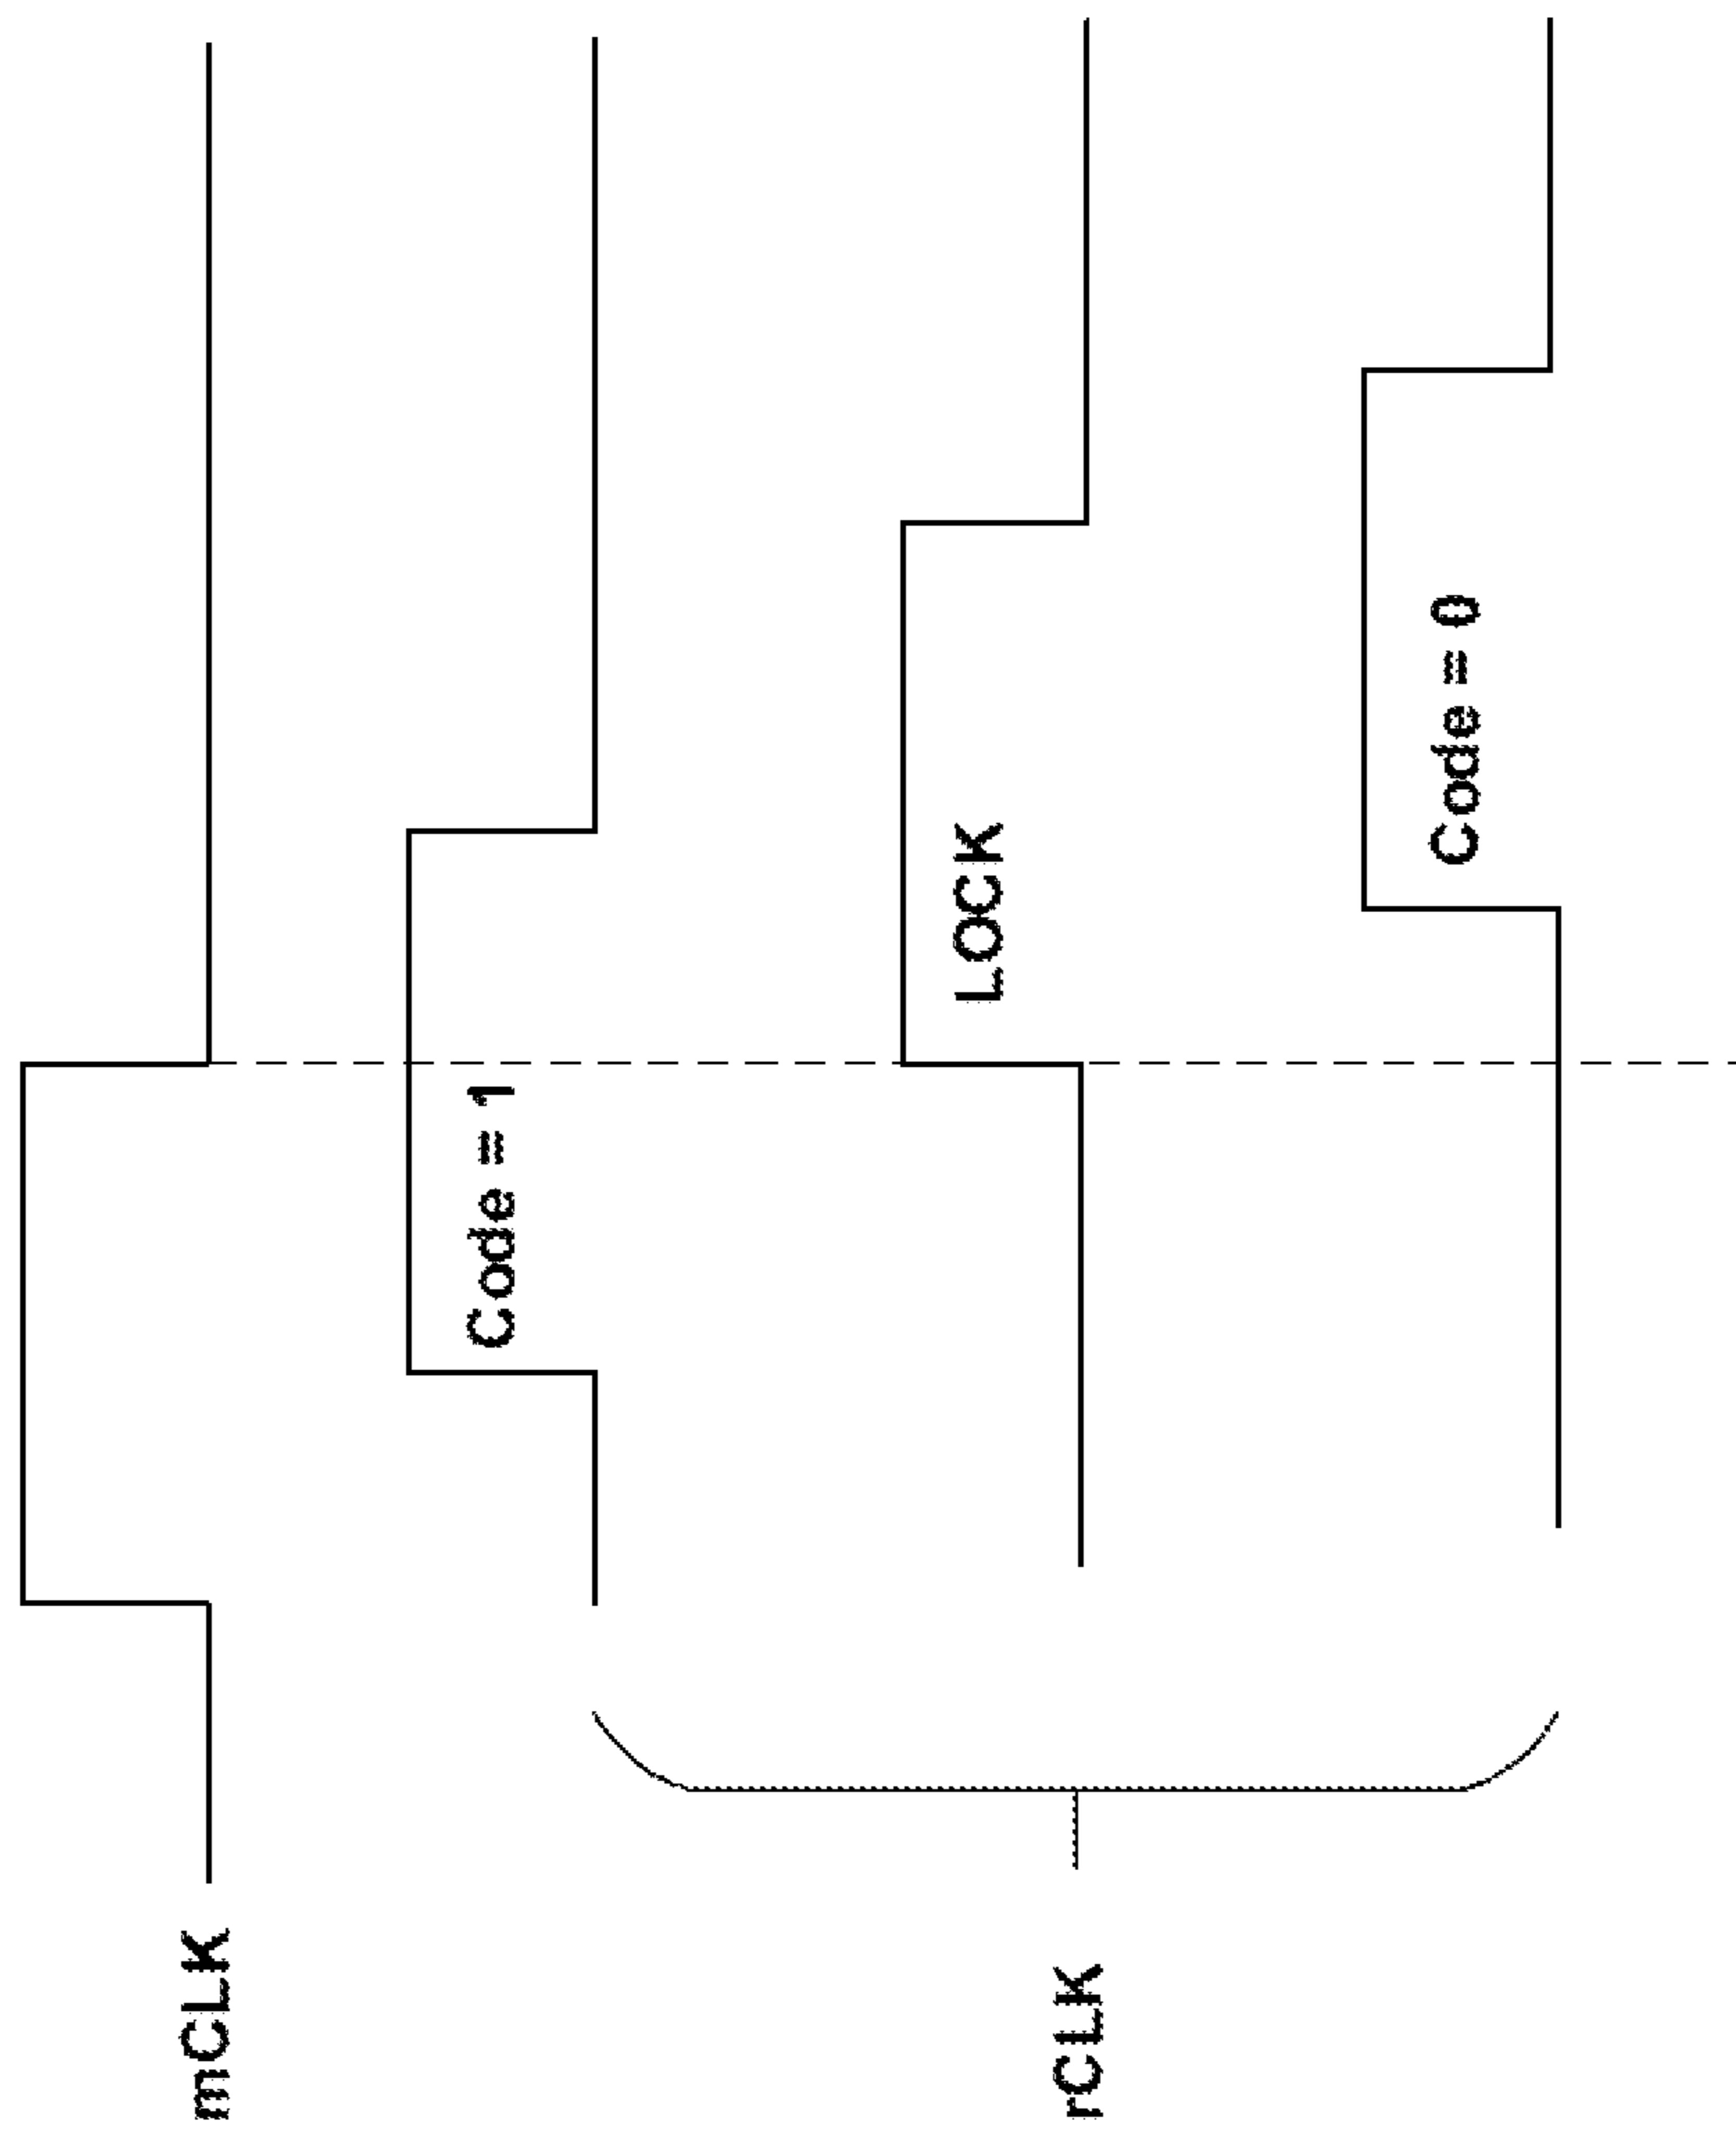 mCLK
Code = 1
LOCK
rCLK
Code = 0